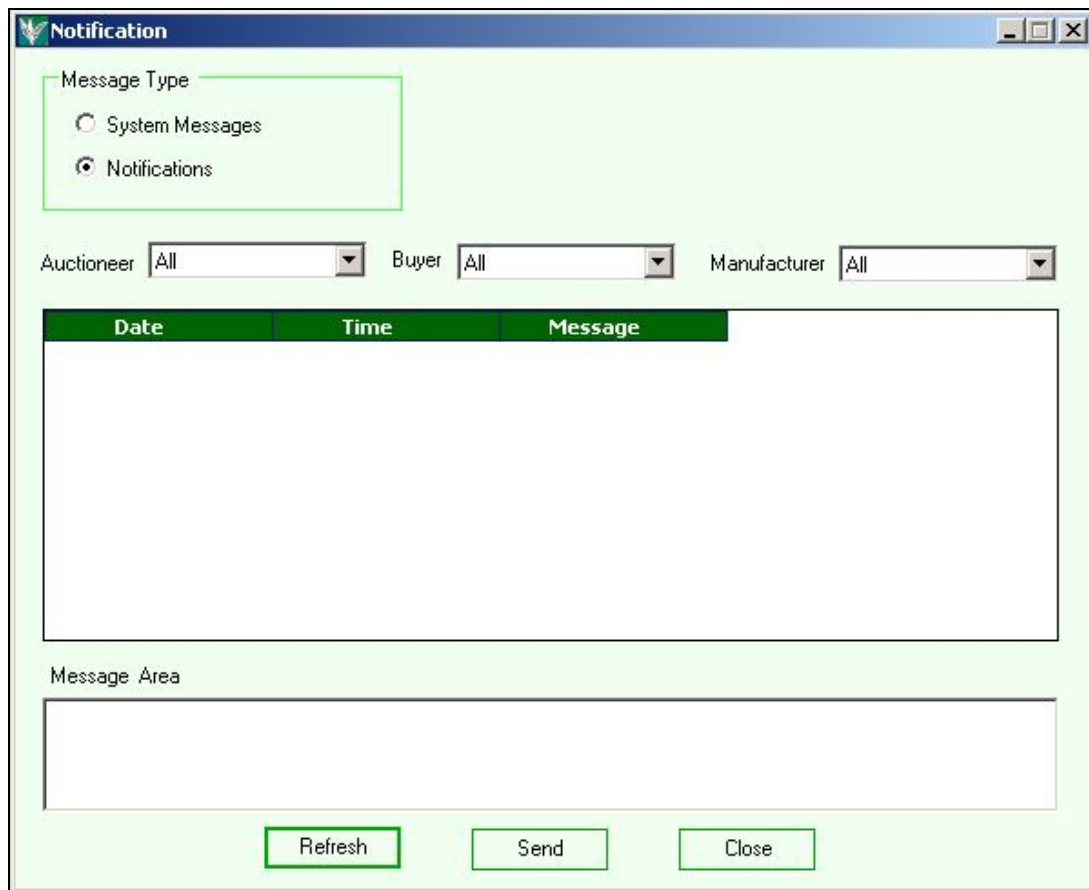 Notification
Message Type
System Messages
Notifications
Auctioneer All Buyer All Manufacturer All
Date Time Message
Message Area
Refresh Send Close